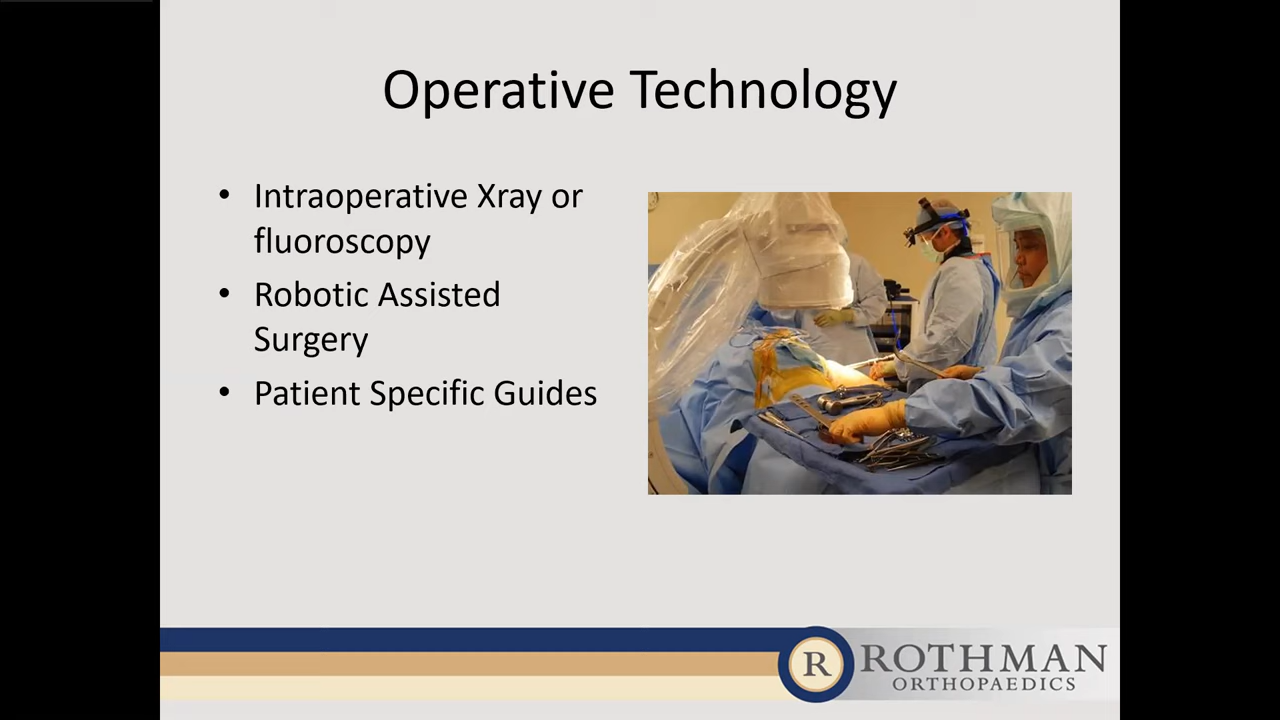 Operative Technology
• Intraoperative Xray or
fluoroscopy
• Robotic Assisted
Surgery
• Patient Specific Guides
R ROTHMAN
ORTHOPAEDICS